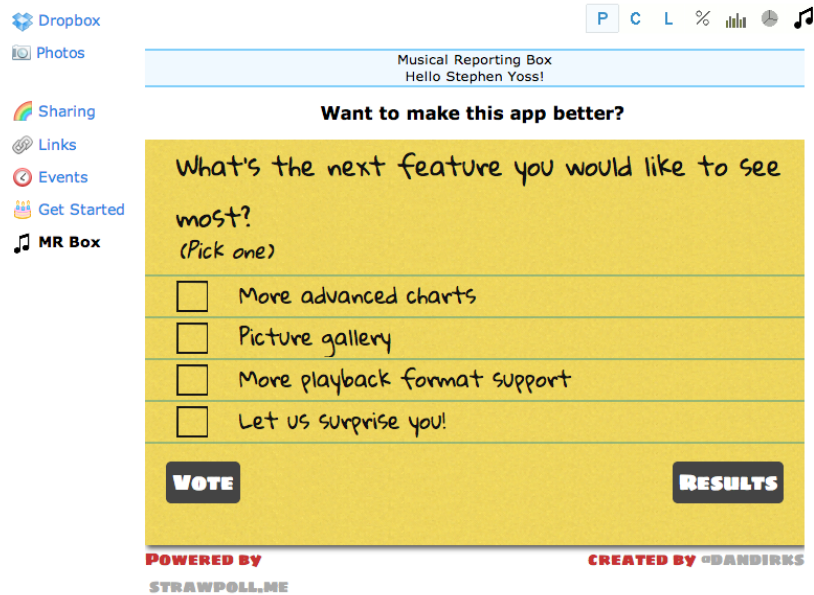 Dropbox
Photos
Sharing
Links
Events
Get Started
MR Box
P C L %
Musical Reporting Box
Hello Stephen Yoss!
Want to make this app better?
What's the next feature you would like to see
most?
(Pick one)
More advanced charts
Picture gallery
More playback format support
Let us surprise you!
VOTE RESULTS
POWERED BY CREATED BY @DANDIRKS
STRAWPOLL.ME